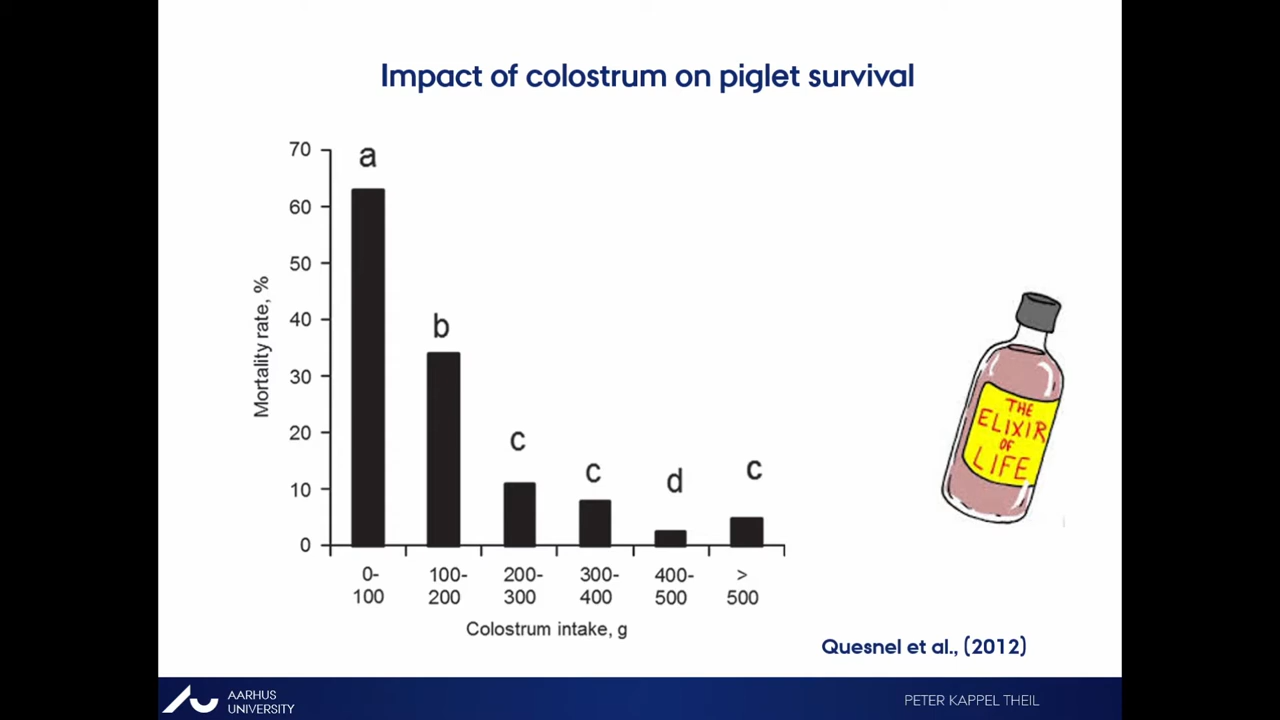 Impact of colostrum on piglet survival
70
60
50
40
30
20
10
0
Mortality rate, %
a
b
c
c
d
c
0-
100
100-
200
200-
300
300-
400
400-
500
>
500
Colostrum intake, g
THE
ELIXIR
OF
LIFE
Quesnel et al., (2012)
AARHUS
UNIVERSITY
PETER KAPPEL THEIL